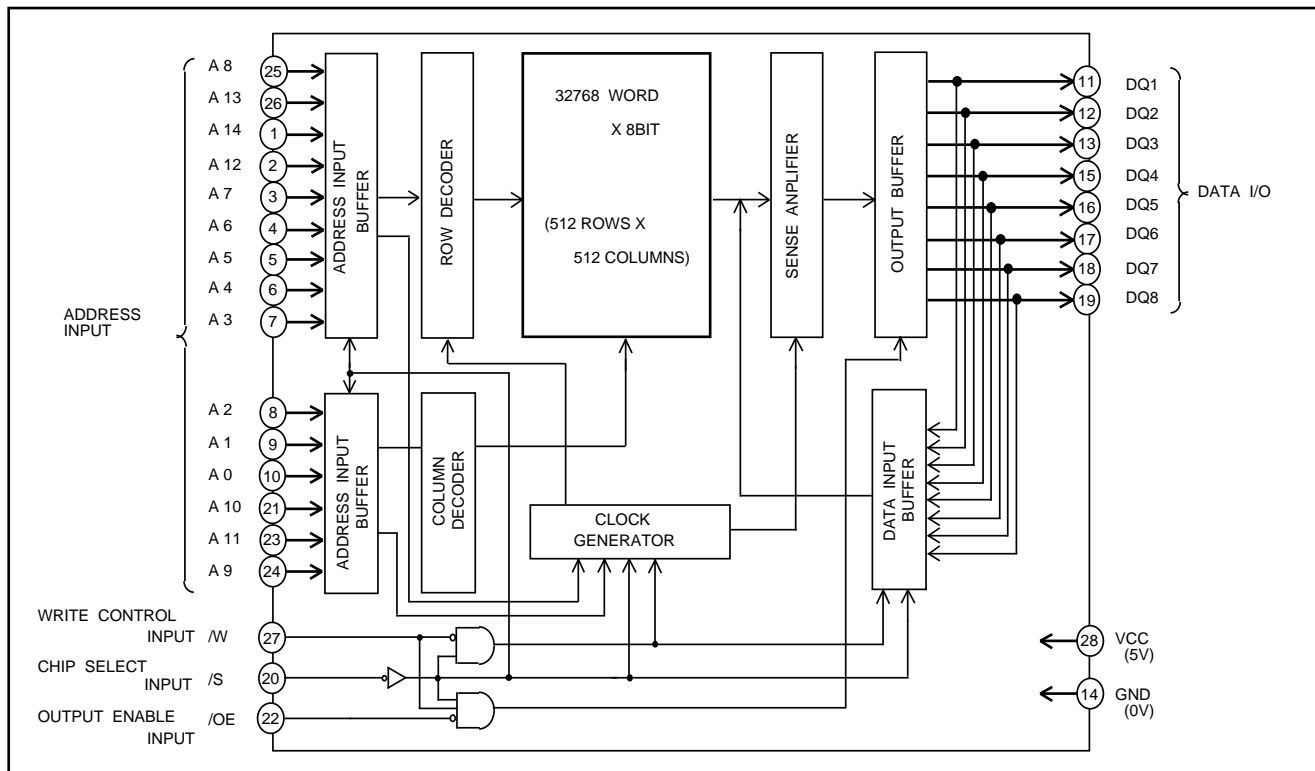 A 8 25
A 13 26
A 14 1
A 12 2
A 7 3
A 6 4
A 5 5
A 4 6
A 3 7
ADDRESS
INPUT
A 2 8
A 1 9
A 0 10
A 10 21
A 11 23
A 9 24
WRITE CONTROL
INPUT /W 27
CHIP SELECT
INPUT /S 20
OUTPUT ENABLE
INPUT /OE 22
ADDRESS INPUT
BUFFER
ROW DECODER
32768 WORD
X 8BIT
(512 ROWS X
512 COLUMNS)
SENSE ANPLIFIER
OUTPUT BUFFER
ADDRESS INPUT
BUFFER
COLUMN
DECODER
CLOCK
GENERATOR
DATA INPUT
BUFFER
11 DQ1
12 DQ2
13 DQ3
15 DQ4
16 DQ5
17 DQ6
18 DQ7
19 DQ8
DATA I/O
28 VCC
(5V)
14 GND
(0V)